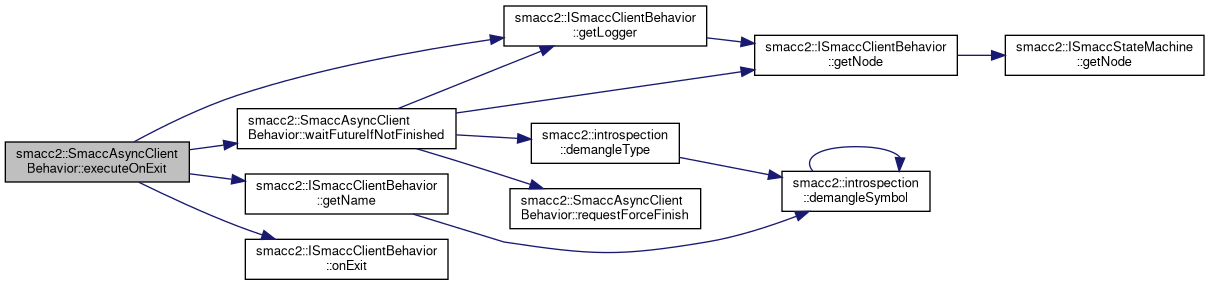 smacc2::SmaccAsyncClient
Behavior::executeOnExit
smacc2::ISmaccClientBehavior
::getLogger
smacc2::ISmaccClientBehavior
::getNode
smacc2::ISmaccStateMachine
::getNode
smacc2::SmaccAsyncClient
Behavior::waitFutureIfNotFinished
smacc2::introspection
::demangleType
smacc2::introspection
::demangleSymbol
smacc2::ISmaccClientBehavior
::getName
smacc2::SmaccAsyncClient
Behavior::requestForceFinish
smacc2::ISmaccClientBehavior
::onExit